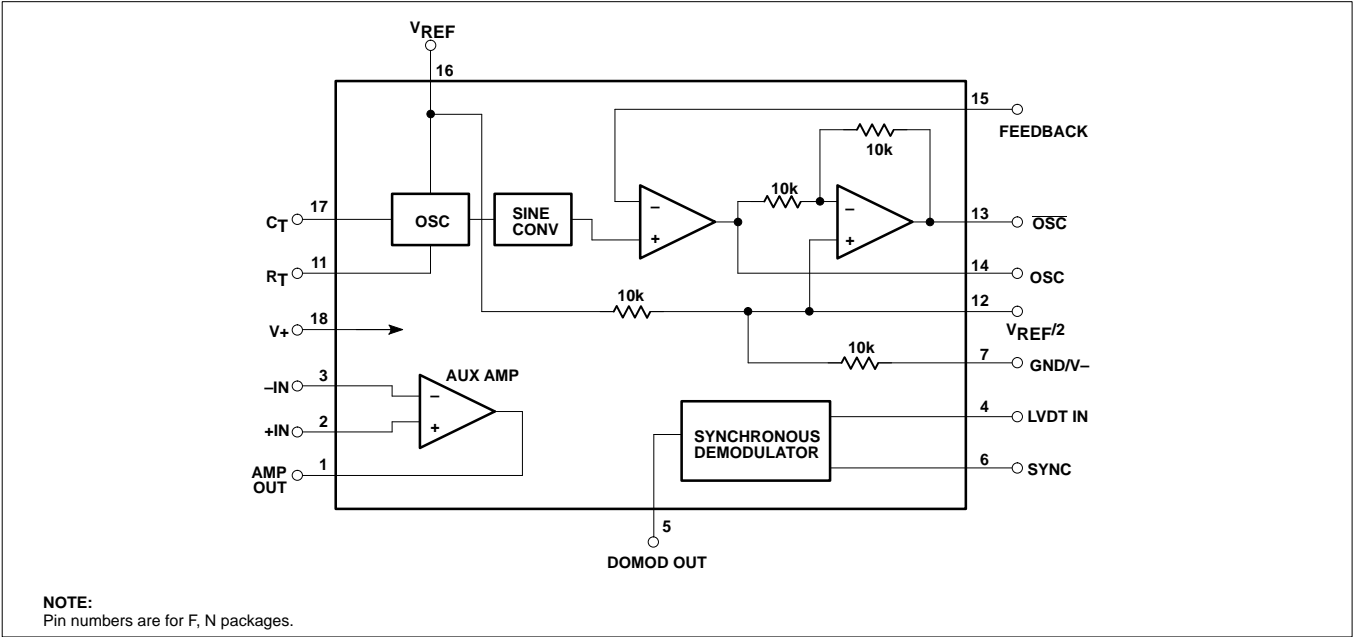 VREF
16
15
FEEDBACK
10k
10k
17
CT
OSC
SINE
CONV
–
+
–
+
13
OSC
11
RT
14
OSC
10k
12
VREF/2
18
V+
10k
7
GND/V–
3
–IN
AUX AMP
–
+
2
+IN
1
AMP
OUT
SYNCHRONOUS
DEMODULATOR
4
LVDT IN
6
SYNC
5
DOMOD OUT
NOTE:
Pin numbers are for F, N packages.